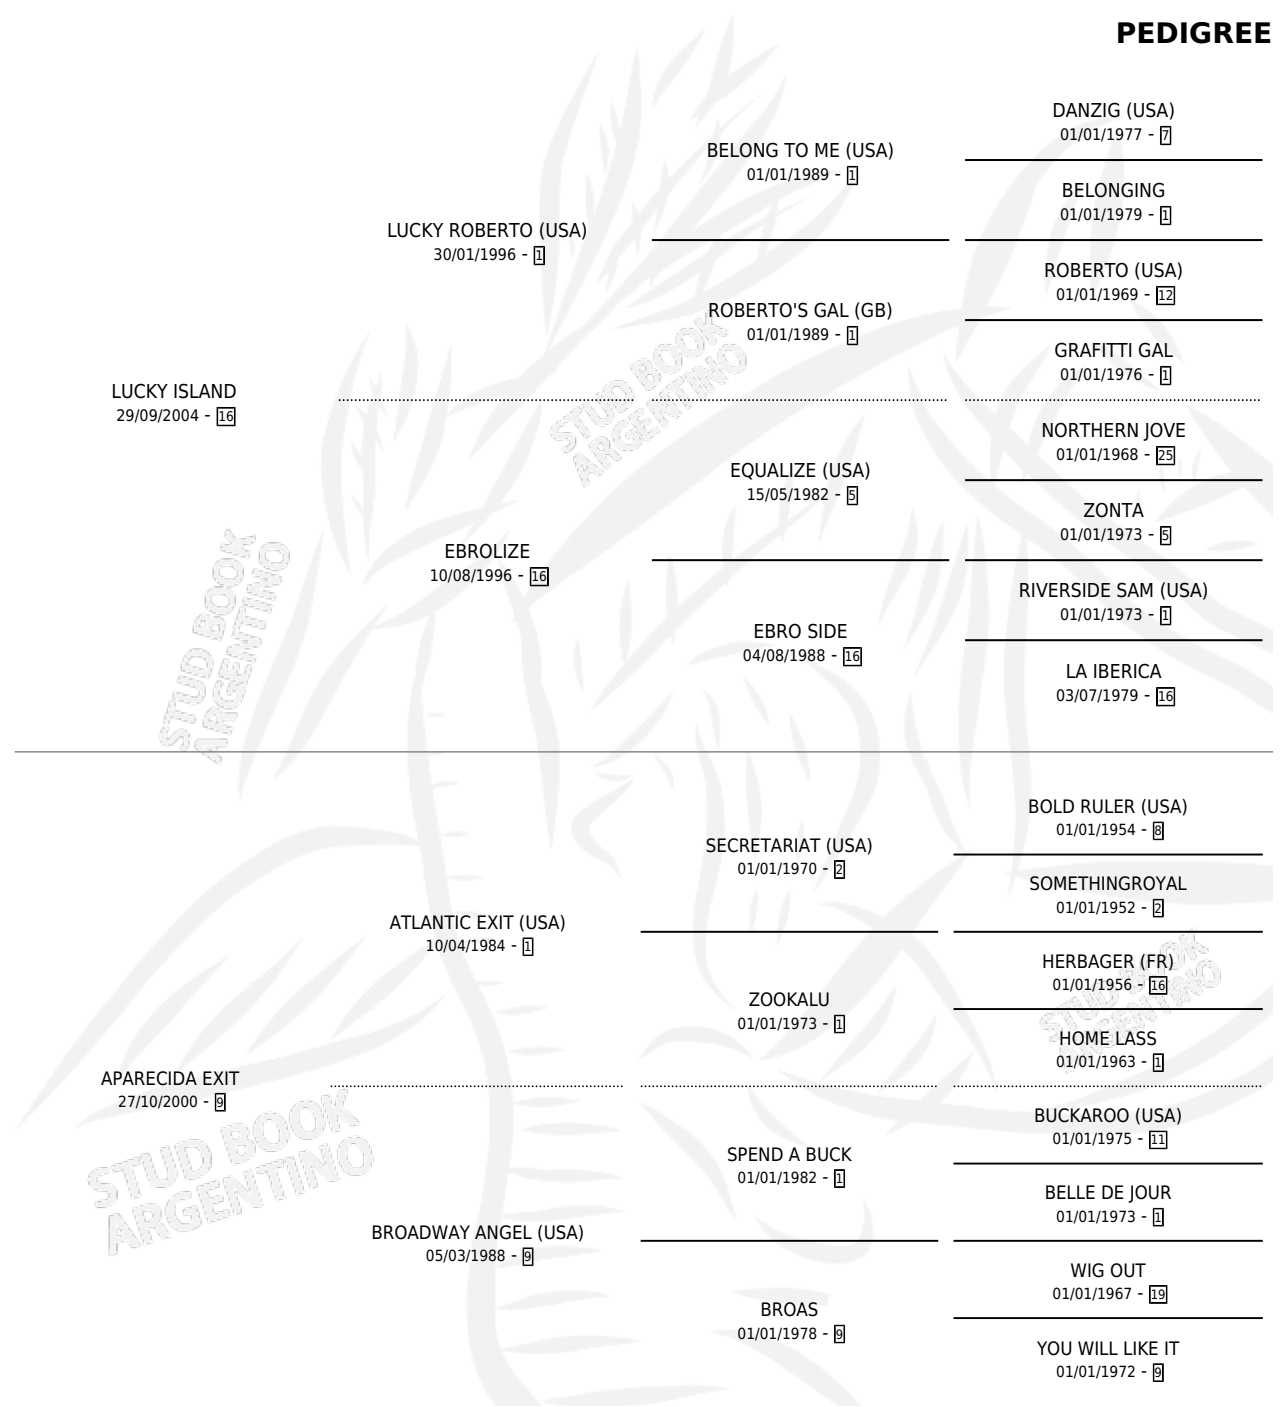 PEDIGREE
LUCKY ISLAND
29/09/2004 - 16
LUCKY ROBERTO (USA)
30/01/1996 - 1
EBROLIZE
10/08/1996 - 16
BELONG TO ME (USA)
01/01/1989 - 1
ROBERTO'S GAL (GB)
01/01/1989 - 1
EQUALIZE (USA)
15/05/1982 - 5
EBRO SIDE
04/08/1988 - 16
DANZIG (USA)
01/01/1977 - 7
BELONGING
01/01/1979 - 1
ROBERTO (USA)
01/01/1969 - 12
GRAFITTI GAL
01/01/1976 - 1
NORTHERN JOVE
01/01/1968 - 25
ZONTA
01/01/1973 - 5
RIVERSIDE SAM (USA)
01/01/1973 - 1
LA IBERICA
03/07/1979 - 16
APARECIDA EXIT
27/10/2000 - 9
ATLANTIC EXIT (USA)
10/04/1984 - 1
BROADWAY ANGEL (USA)
05/03/1988 - 9
SECRETARIAT (USA)
01/01/1970 - 2
ZOOKALU
01/01/1973 - 1
SPEND A BUCK
01/01/1982 - 1
BROAS
01/01/1978 - 9
BOLD RULER (USA)
01/01/1954 - 8
SOMETHINGROYAL
01/01/1952 - 2
HERBAGER (FR)
01/01/1956 - 16
HOME LASS
01/01/1963 - 1
BUCKAROO (USA)
01/01/1975 - 11
BELLE DE JOUR
01/01/1973 - 1
WIG OUT
01/01/1967 - 19
YOU WILL LIKE IT
01/01/1972 - 9
STUD BOOK
ARGENTINO
STUD BOOK
ARGENTINO
STUD BOOK
ARGENTINO
STUD BOOK
ARGENTINO